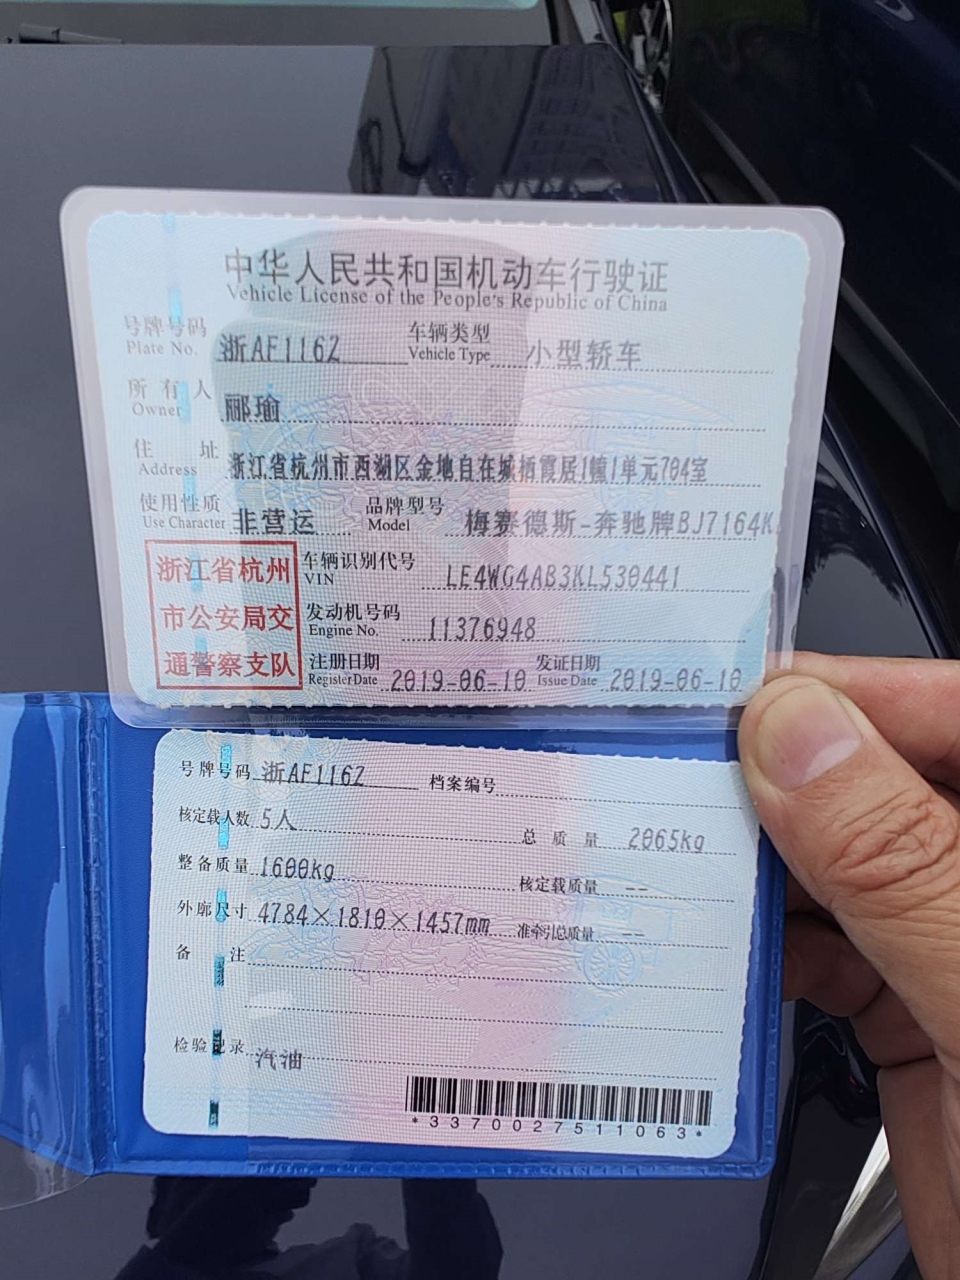 中华人民共和国机动车行驶证
Vehicle License of the People's Republic of China
号牌号码 浙AF116Z 车辆类型 小型轿车
Plate No. Vehicle Type
所有人 郦瑜
Owner
住址 浙江省杭州市西湖区金地自在城栖霞居1幢1单元704室
Address
使用性质 非营运 品牌型号 梅赛德斯-奔驰牌BJ7164K
Use Character Model
浙江省杭州
市公安局交
通警察支队
车辆识别代号 LE4WG4AB3KL530441
VIN
发动机号码 11376948
Engine No.
注册日期 2019-06-10 发证日期 2019-06-10
Register Date Issue Date
号牌号码 浙AF116Z 档案编号
核定载人数 5人 总质量 2065kg
整备质量 1600kg 核定载质量 --
外廓尺寸 4784×1810×1457mm 准牵引总质量 --
备注
检验记录 汽油
*3370027511063*